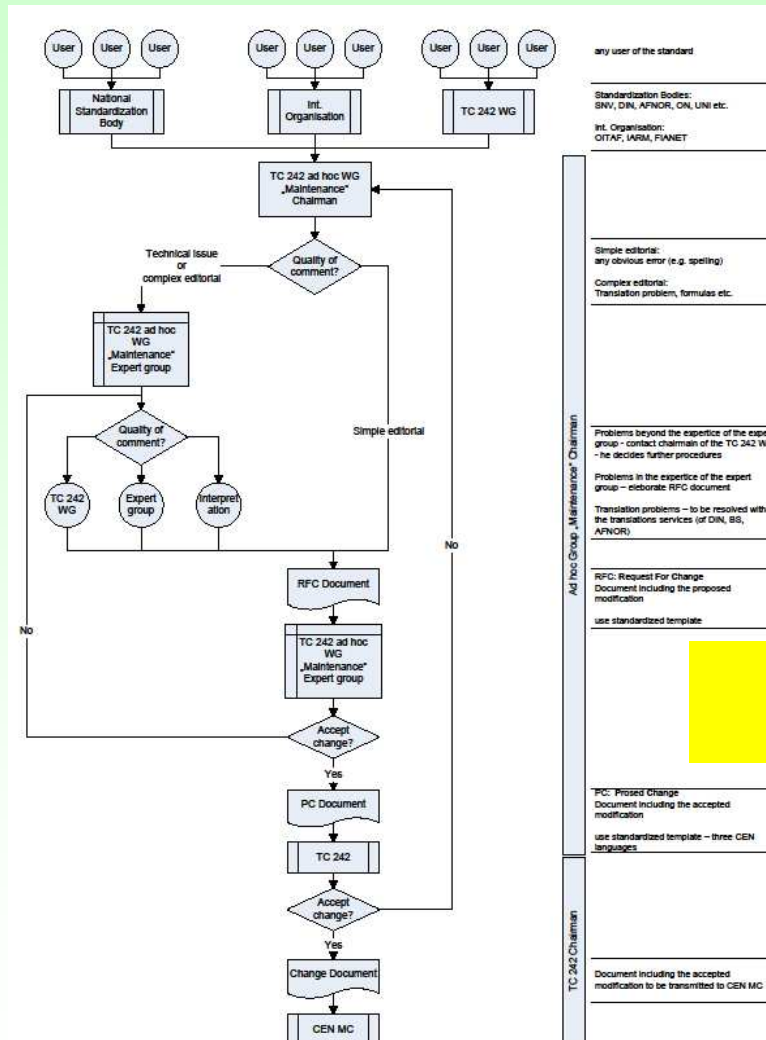 User
User
User
User
User
User
User
User
User
any user of the standard
National
Standardization
Body
Int.
Organisation
TC 242 WG
Standardization Bodies:
SNV, DIN, AFNOR, ON, UNI etc.
Int. Organisation:
OITAF, IARM, FIANET
TC 242 ad hoc WG
„Maintenance"
Chairman
Technical issue
or
complex editorial
Quality of
comment?
Simple editorial:
any obvious error (e.g. spelling)
Complex editorial:
Translation problem, formulas etc.
TC 242 ad hoc
WG
„Maintenance"
Expert group
Quality of
comment?
Simple editorial
TC 242
WG
Expert
group
Interpret
ation
Problems beyond the expertice of the expe
group - contact chairmain of the TC 242 W
- he decides further procedures
Problems in the expertice of the expert
group – eleborate RFC document
Translation problems – to be resolved with
the translations services (of DIN, BS,
AFNOR)
No
Ad hoc Group „Maintenance" Chairman
RFC Document
RFC: Request For Change
Document including the proposed
modification
use standardized template
No
TC 242 ad hoc
WG
„Maintenance"
Expert group
Accept
change?
Yes
PC Document
PC: Prosed Change
Document including the accepted
modification
use standardized template – three CEN
languages
TC 242
Accept
change?
Yes
TC 242 Chairman
Change Document
Document including the accepted
modification to be transmitted to CEN MC
CEN MC